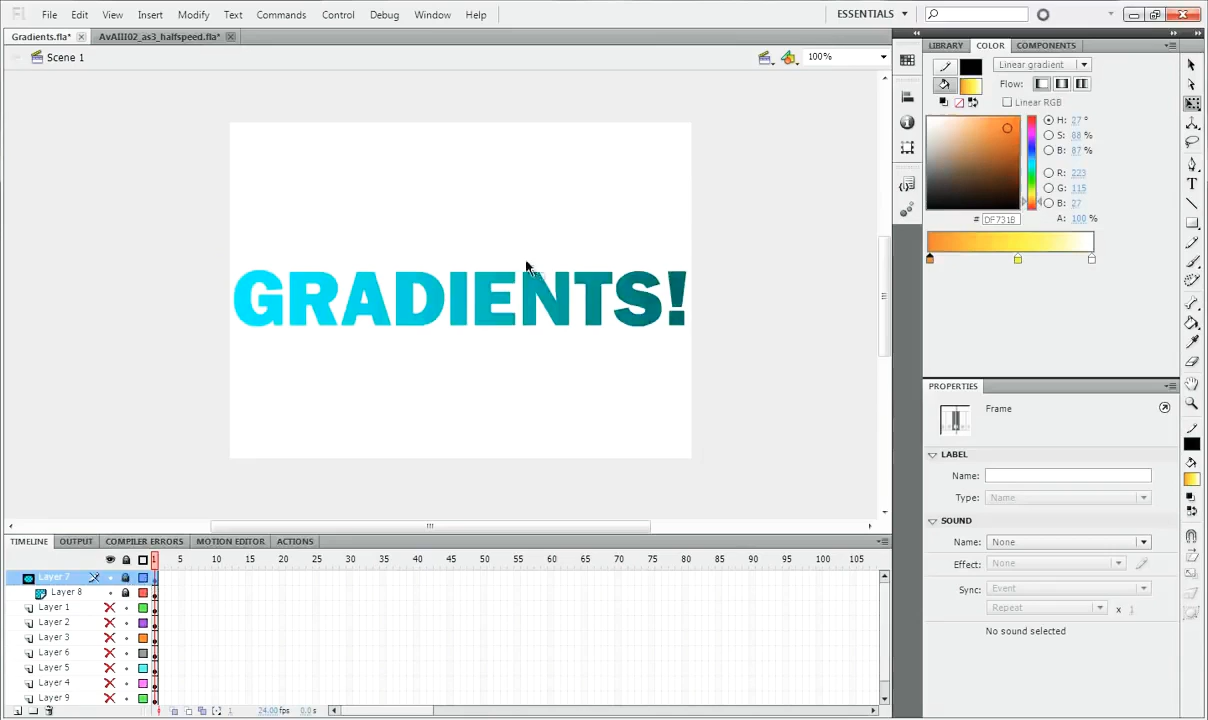 Fl File Edit View Insert Modify Text Commands Control Debug Window Help ESSENTIALS
Gradients.fla* AvAIII02_as3_halfspeed.fla*
Scene 1 100%
LIBRARY COLOR COMPONENTS
Linear gradient
Flow:
Linear RGB
H: 27 °
S: 88 %
B: 87 %
R: 223
G: 115
B: 27
# DF731B A: 100 %
GRADIENTS!
PROPERTIES
Frame
LABEL
Name:
Type: Name
SOUND
Name: None
Effect: None
Sync: Event
Repeat x 1
No sound selected
TIMELINE OUTPUT COMPILER ERRORS MOTION EDITOR ACTIONS
1 5 10 15 20 25 30 35 40 45 50 55 60 65 70 75 80 85 90 95 100 105
Layer 7
Layer 8
Layer 1
Layer 2
Layer 3
Layer 6
Layer 5
Layer 4
Layer 9
1 24.00fps 0.0s